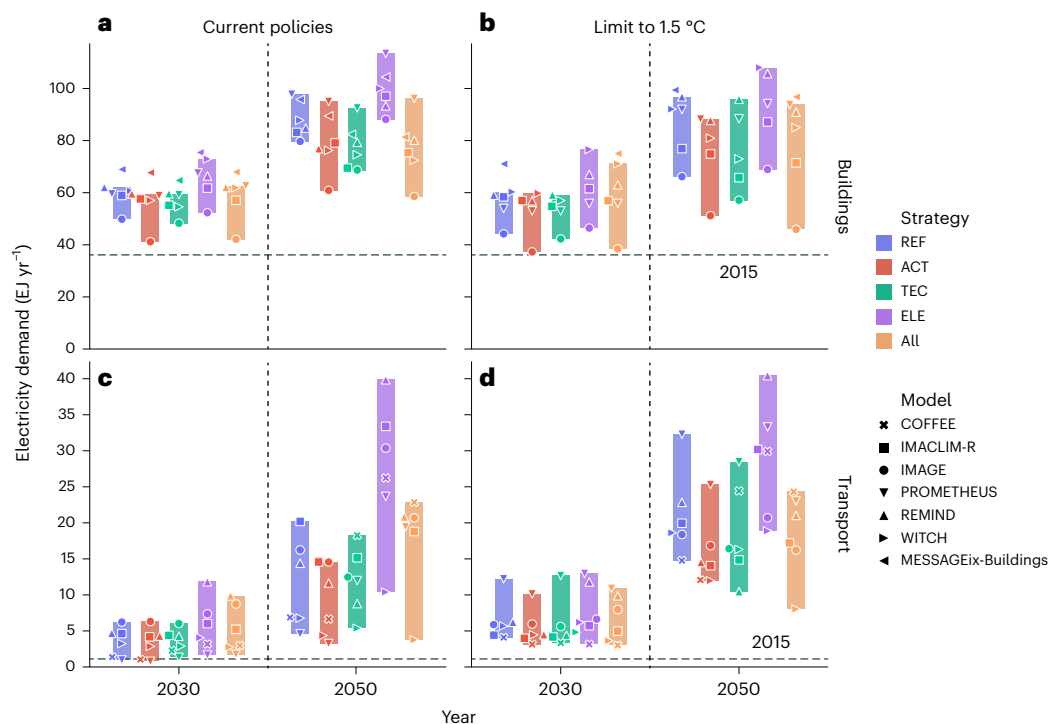 a
Current policies
b
Limit to 1.5 °C
Electricity demand (EJ yr⁻¹)
100
80
60
40
20
0
2015
Buildings
c
d
40
35
30
25
20
15
10
5
0
2015
Transport
2030
2050
2030
2050
Year
Strategy
REF
ACT
TEC
ELE
All
Model
COFFEE
IMACLIM-R
IMAGE
PROMETHEUS
REMIND
WITCH
MESSAGEix-Buildings